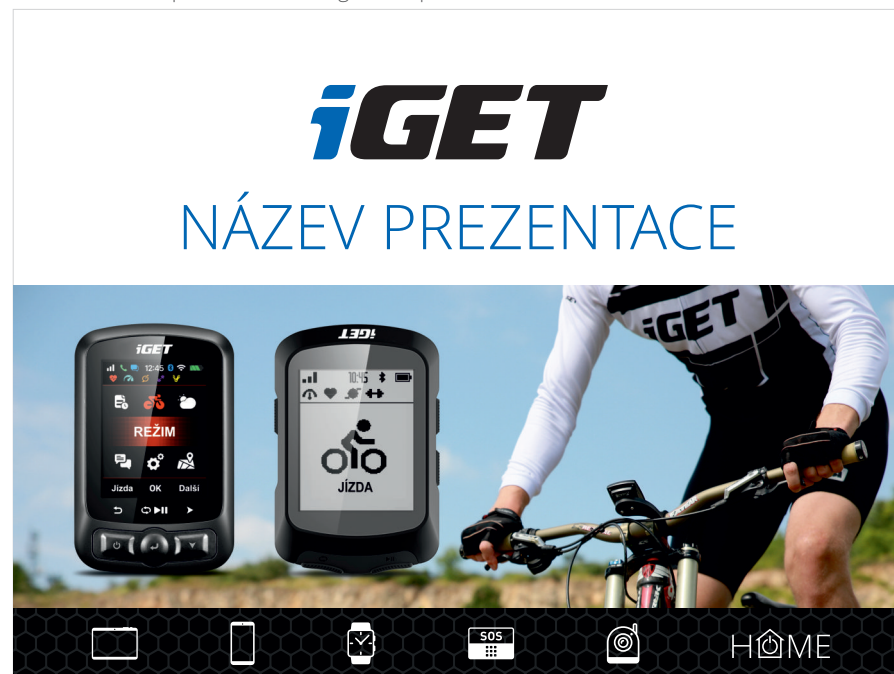 iGET
NÁZEV PREZENTACE
iGET
12:45
REŽIM
Jízda OK Další
iGET
10:45
JÍZDA
iGET
SOS
HOME